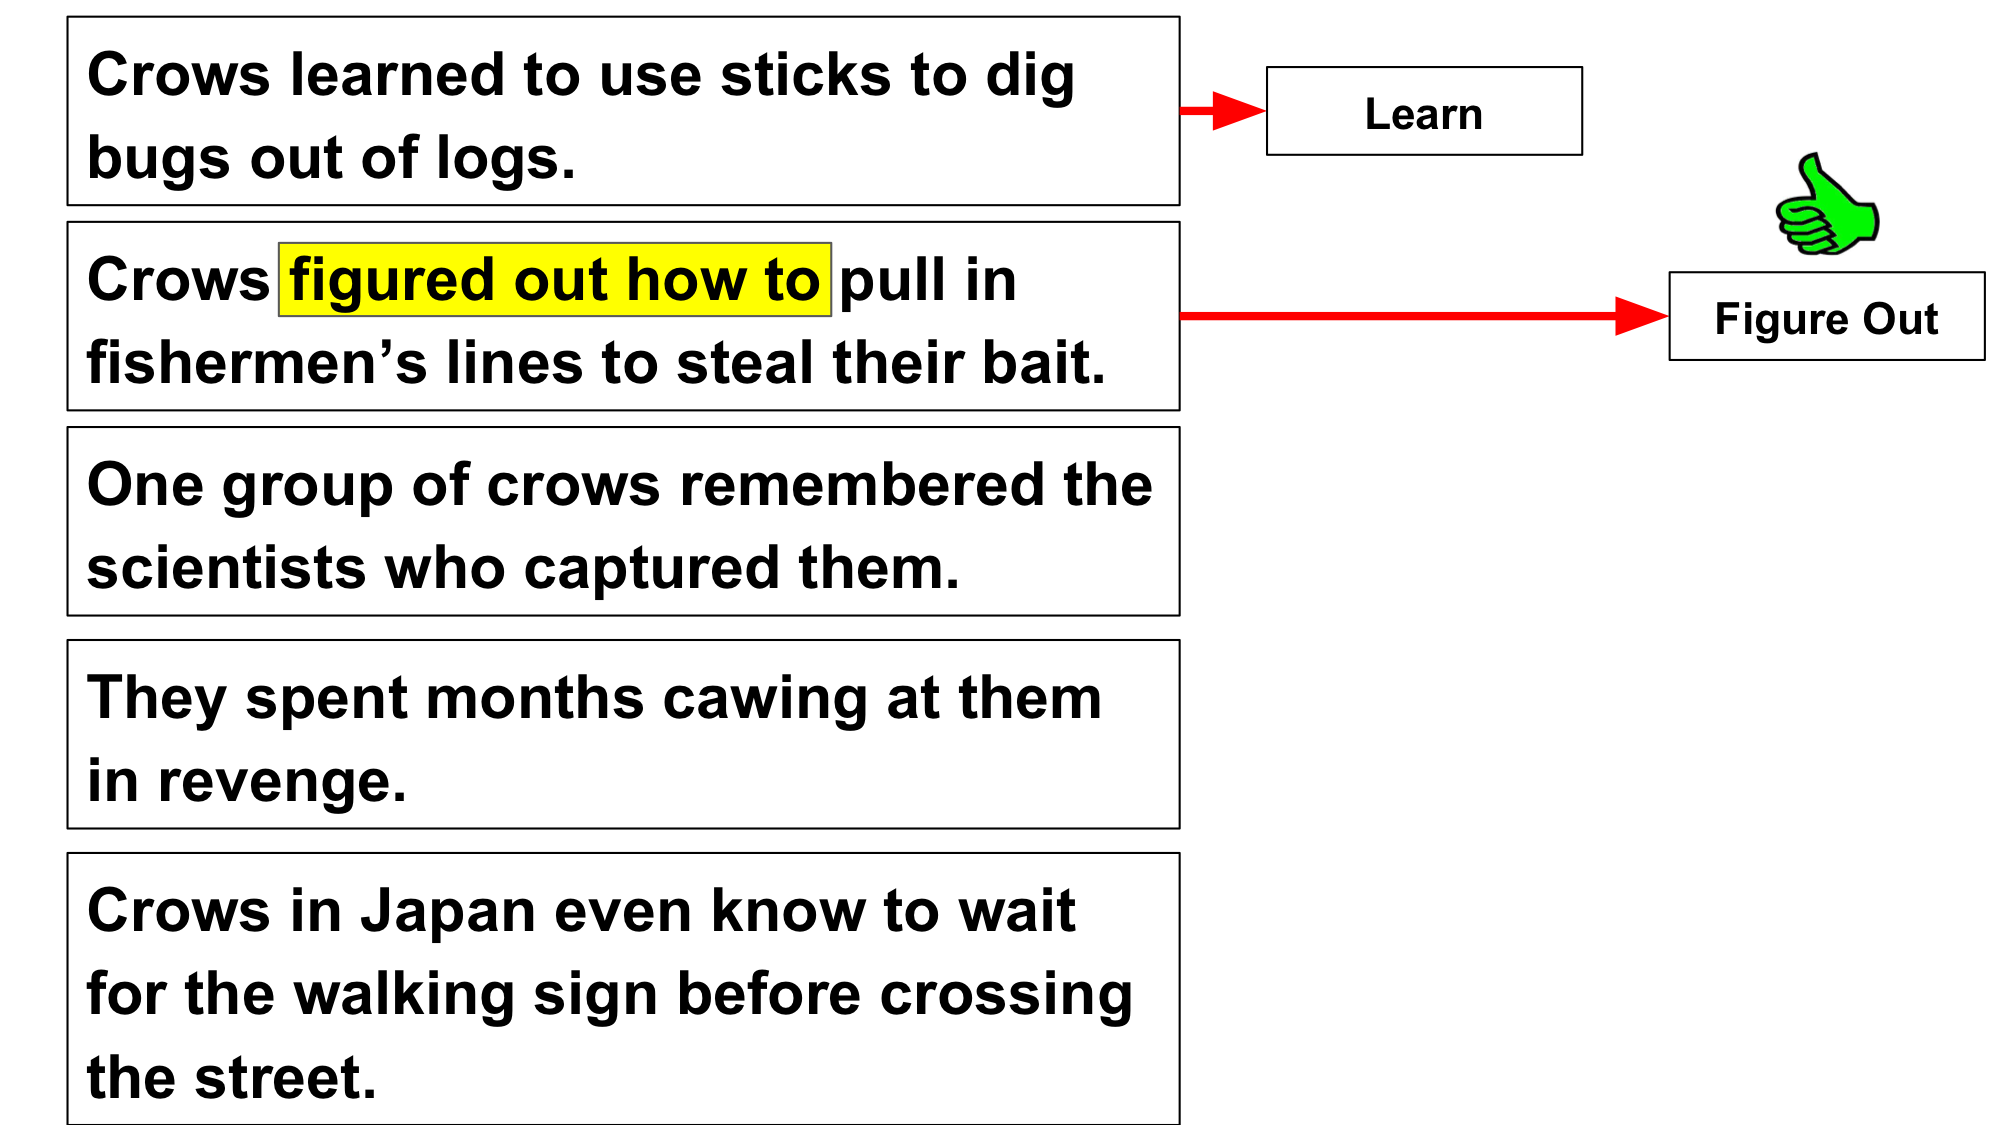 Crows learned to use sticks to dig
bugs out of logs.
Learn
Crows figured out how to pull in
fishermen’s lines to steal their bait.
Figure Out
One group of crows remembered the
scientists who captured them.
They spent months cawing at them
in revenge.
Crows in Japan even know to wait
for the walking sign before crossing
the street.